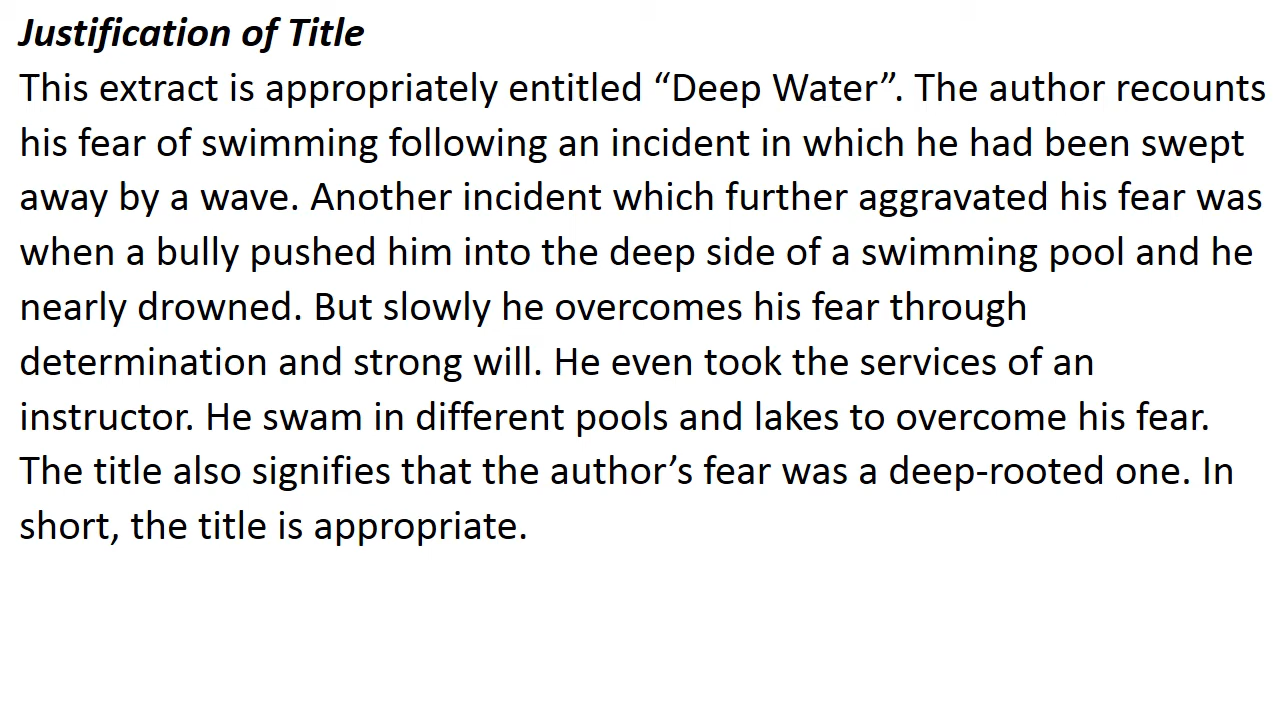 Justification of Title
This extract is appropriately entitled “Deep Water”. The author recounts
his fear of swimming following an incident in which he had been swept
away by a wave. Another incident which further aggravated his fear was
when a bully pushed him into the deep side of a swimming pool and he
nearly drowned. But slowly he overcomes his fear through
determination and strong will. He even took the services of an
instructor. He swam in different pools and lakes to overcome his fear.
The title also signifies that the author’s fear was a deep-rooted one. In
short, the title is appropriate.